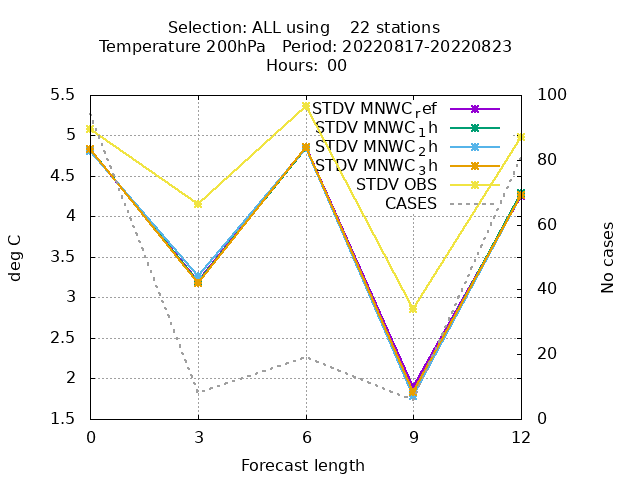 Selection: ALL using    22 stations
Temperature 200hPa   Period: 20220817-20220823
Hours:  00
5.5
5
4.5
4
3.5
3
2.5
2
1.5
deg C
100
80
60
40
20
0
No cases
STDV MNWC_ref
STDV MNWC_1h
STDV MNWC_2h
STDV MNWC_3h
STDV OBS
CASES
0 3 6 9 12
Forecast length